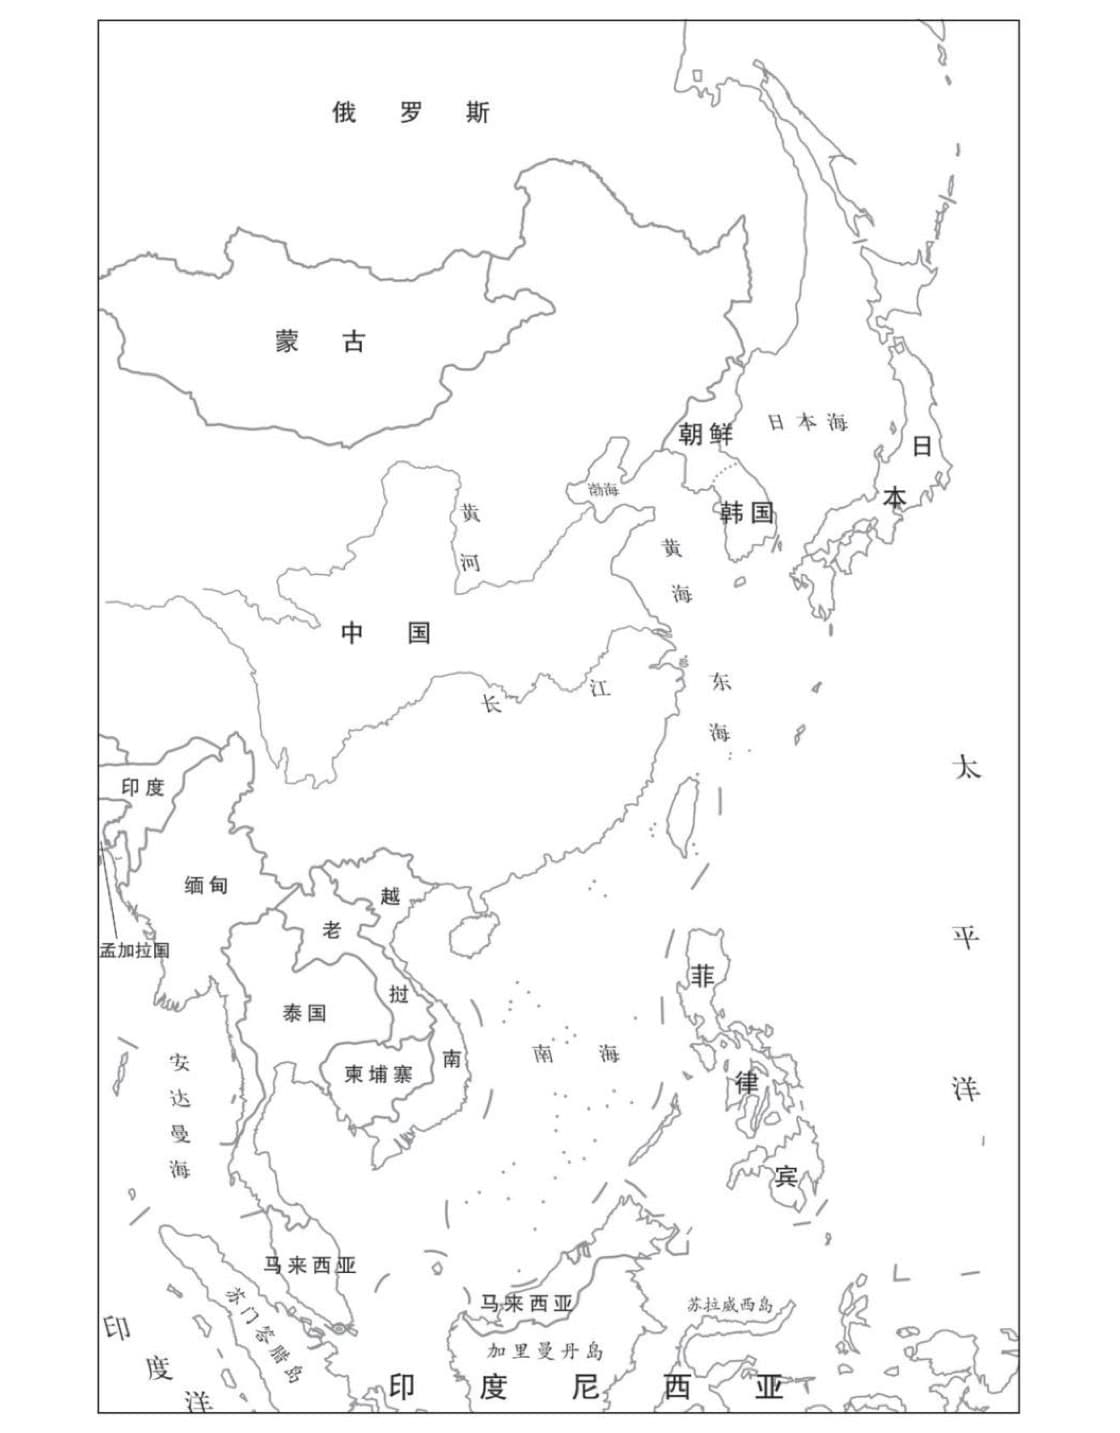 俄罗斯
蒙古
日本海
朝鲜
日本
渤海
韩国
黄河
黄海
中国
长江
东海
太平洋
印度
缅甸
越南
老挝
孟加拉国
泰国
菲律宾
南海
安达曼海
柬埔寨
马来西亚
马来西亚
苏门答腊岛
苏拉威西岛
加里曼丹岛
印度洋
印度尼西亚